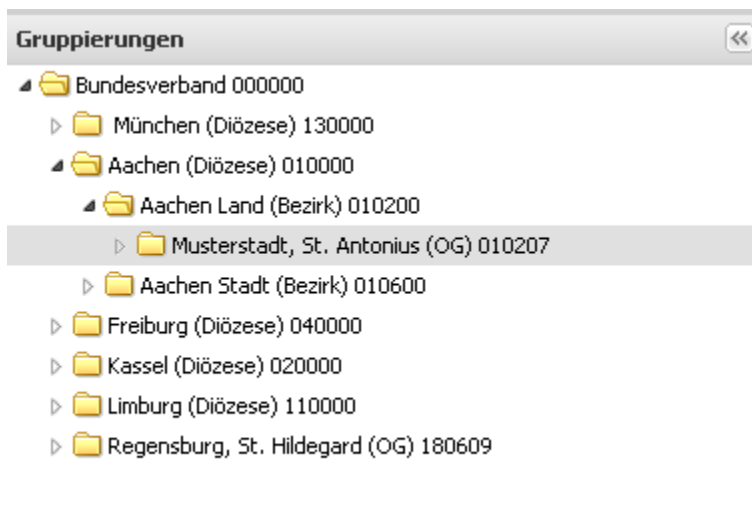 Gruppierungen
Bundesverband 000000
München (Diözese) 130000
Aachen (Diözese) 010000
Aachen Land (Bezirk) 010200
Musterstadt, St. Antonius (OG) 010207
Aachen Stadt (Bezirk) 010600
Freiburg (Diözese) 040000
Kassel (Diözese) 020000
Limburg (Diözese) 110000
Regensburg, St. Hildegard (OG) 180609